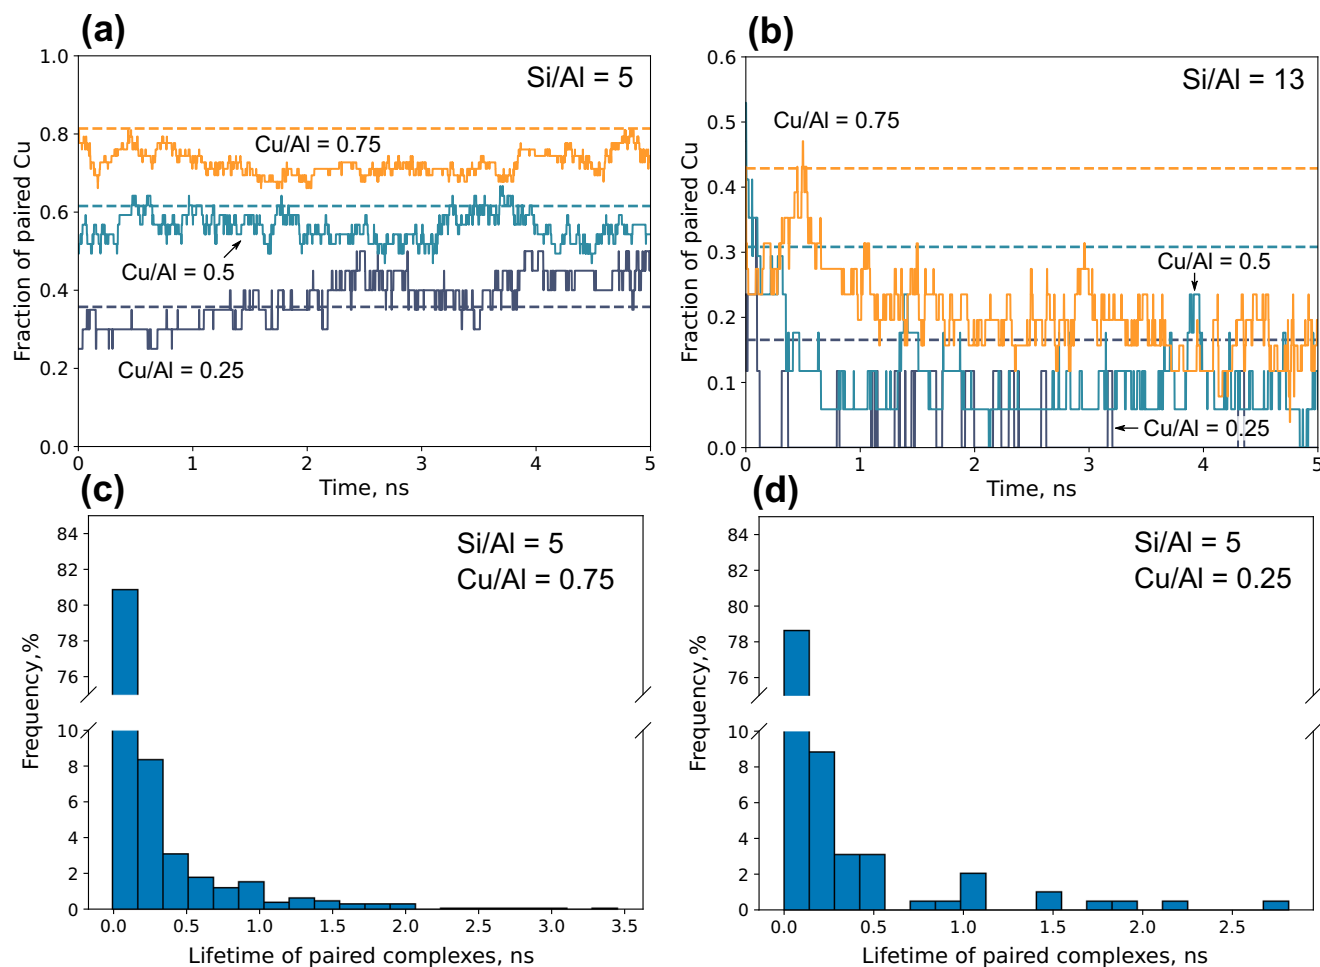 (a)
Si/Al = 5
Cu/Al = 0.75
Cu/Al = 0.5
Cu/Al = 0.25
Fraction of paired Cu
1.0
0.8
0.6
0.4
0.2
0.0
0 1 2 3 4 5
Time, ns
(b)
Si/Al = 13
Cu/Al = 0.75
Cu/Al = 0.5
Cu/Al = 0.25
Fraction of paired Cu
0.6
0.5
0.4
0.3
0.2
0.1
0.0
0 1 2 3 4 5
Time, ns
(c)
Si/Al = 5
Cu/Al = 0.75
Frequency,%
84
82
80
78
76
10
8
6
4
2
0
0.0 0.5 1.0 1.5 2.0 2.5 3.0 3.5
Lifetime of paired complexes, ns
(d)
Si/Al = 5
Cu/Al = 0.25
Frequency,%
84
82
80
78
76
10
8
6
4
2
0
0.0 0.5 1.0 1.5 2.0 2.5
Lifetime of paired complexes, ns